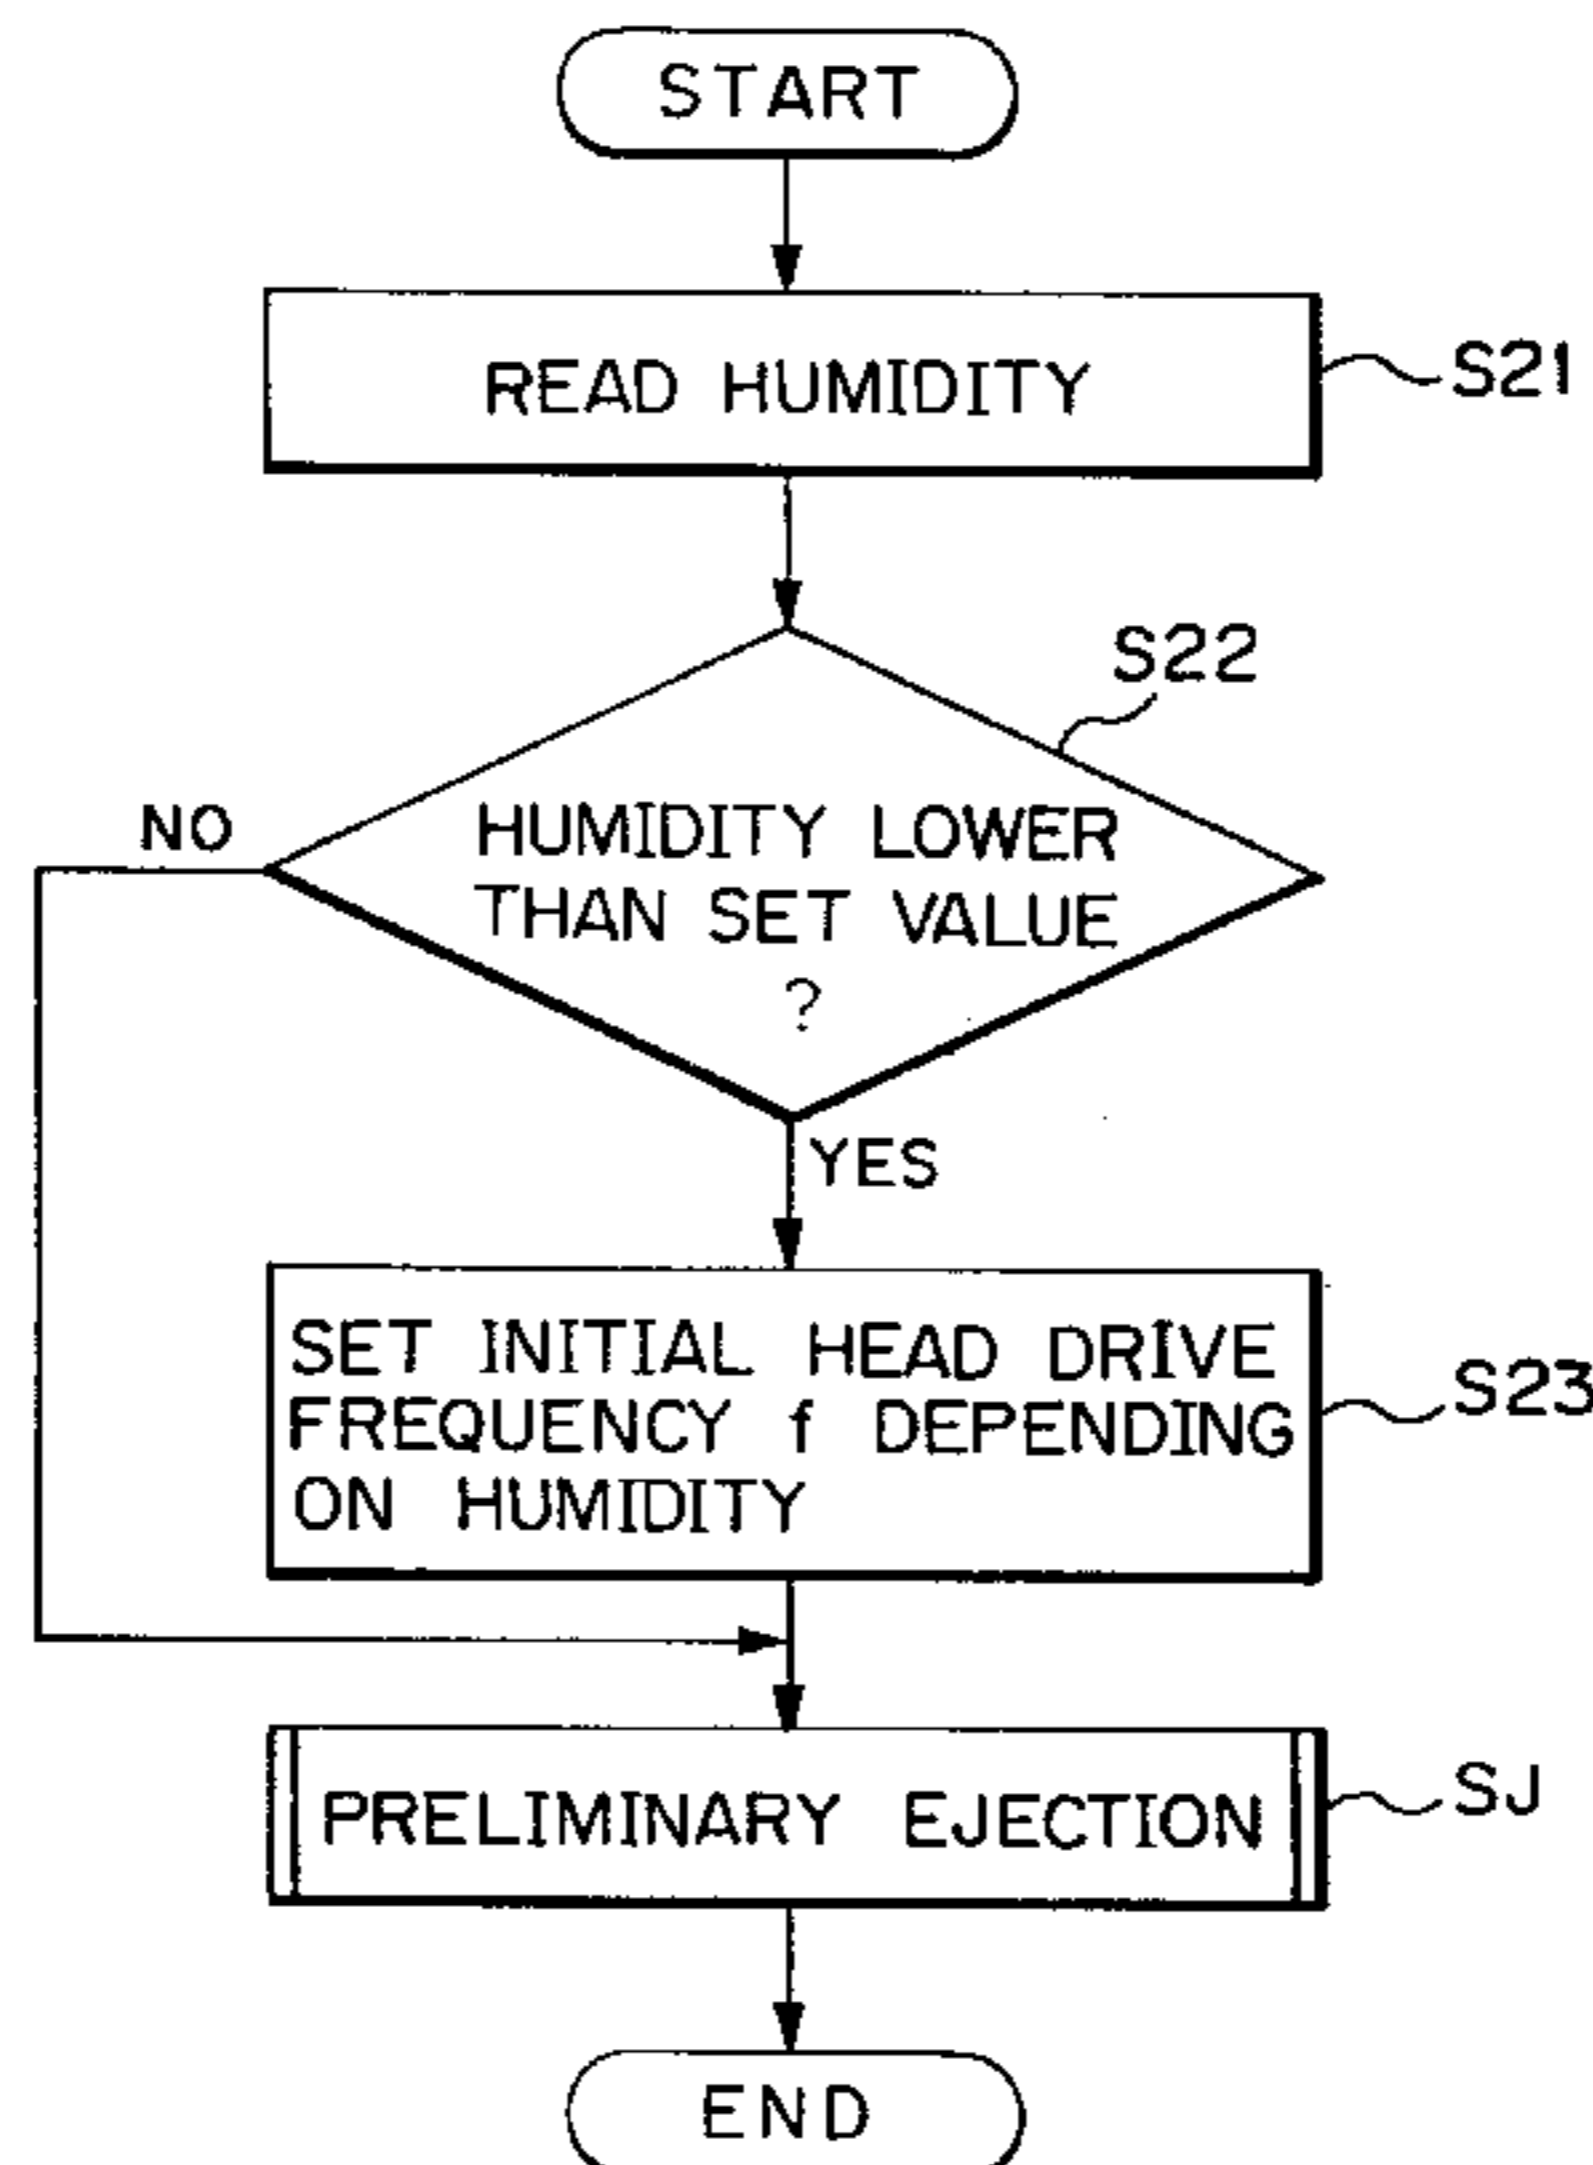 START
READ HUMIDITY
S21
S22
HUMIDITY LOWER
THAN SET VALUE
?
NO
YES
SET INITIAL HEAD DRIVE
FREQUENCY f DEPENDING
ON HUMIDITY
S23
PRELIMINARY EJECTION
SJ
END